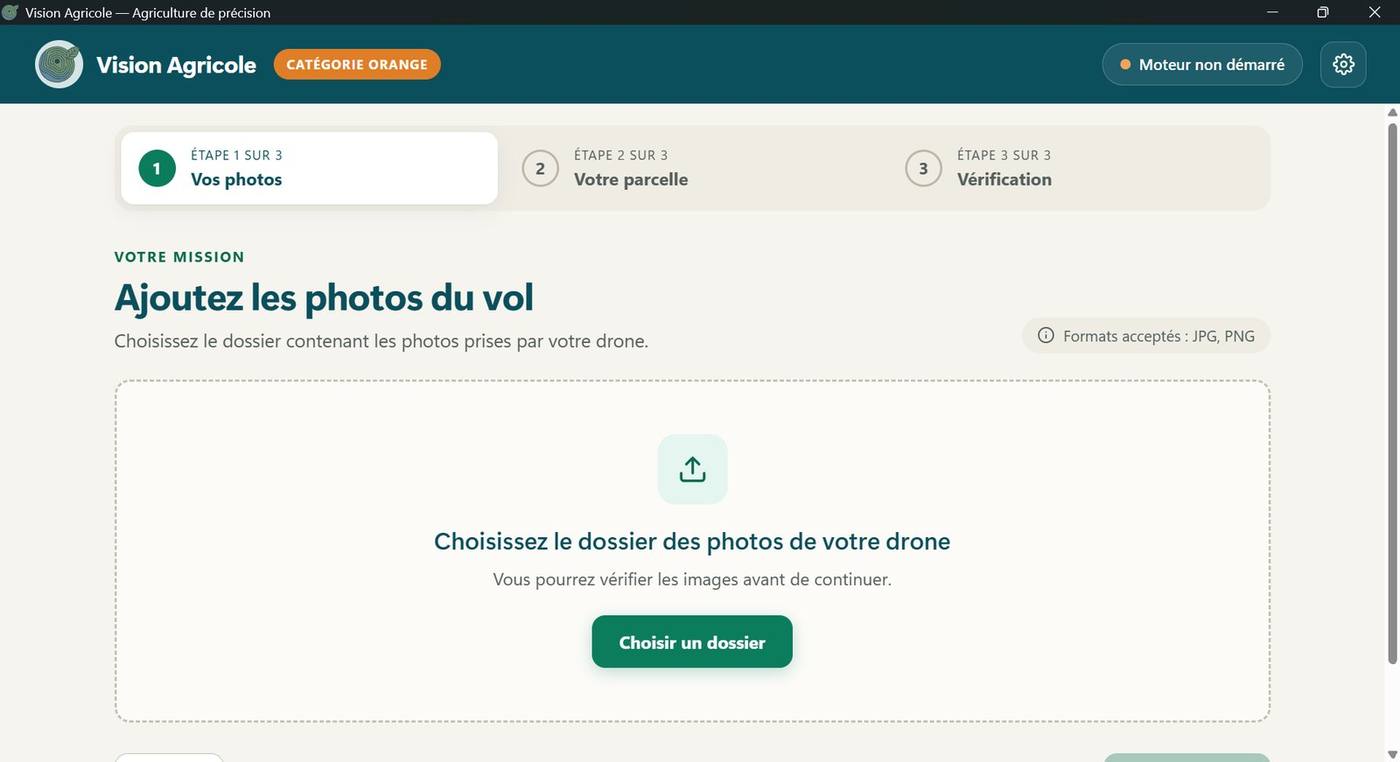 Vision Agricole — Agriculture de précision
Vision Agricole
CATÉGORIE ORANGE
Moteur non démarré
1
ÉTAPE 1 SUR 3
Vos photos
2
ÉTAPE 2 SUR 3
Votre parcelle
3
ÉTAPE 3 SUR 3
Vérification
VOTRE MISSION
Ajoutez les photos du vol
Choisissez le dossier contenant les photos prises par votre drone.
Formats acceptés : JPG, PNG
Choisissez le dossier des photos de votre drone
Vous pourrez vérifier les images avant de continuer.
Choisir un dossier